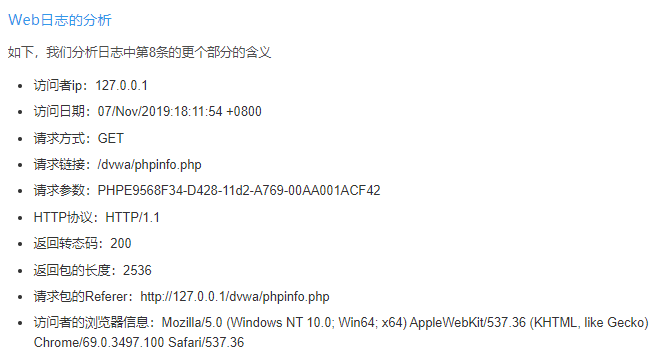 Web日志的分析
如下，我们分析日志中第8条的更个部分的含义
• 访问者ip：127.0.0.1
• 访问日期：07/Nov/2019:18:11:54 +0800
• 请求方式：GET
• 请求链接：/dvwa/phpinfo.php
• 请求参数：PHPE9568F34-D428-11d2-A769-00AA001ACF42
• HTTP协议：HTTP/1.1
• 返回转态码：200
• 返回包的长度：2536
• 请求包的Referer：http://127.0.0.1/dvwa/phpinfo.php
• 访问者的浏览器信息：Mozilla/5.0 (Windows NT 10.0; Win64; x64) AppleWebKit/537.36 (KHTML, like Gecko)
Chrome/69.0.3497.100 Safari/537.36